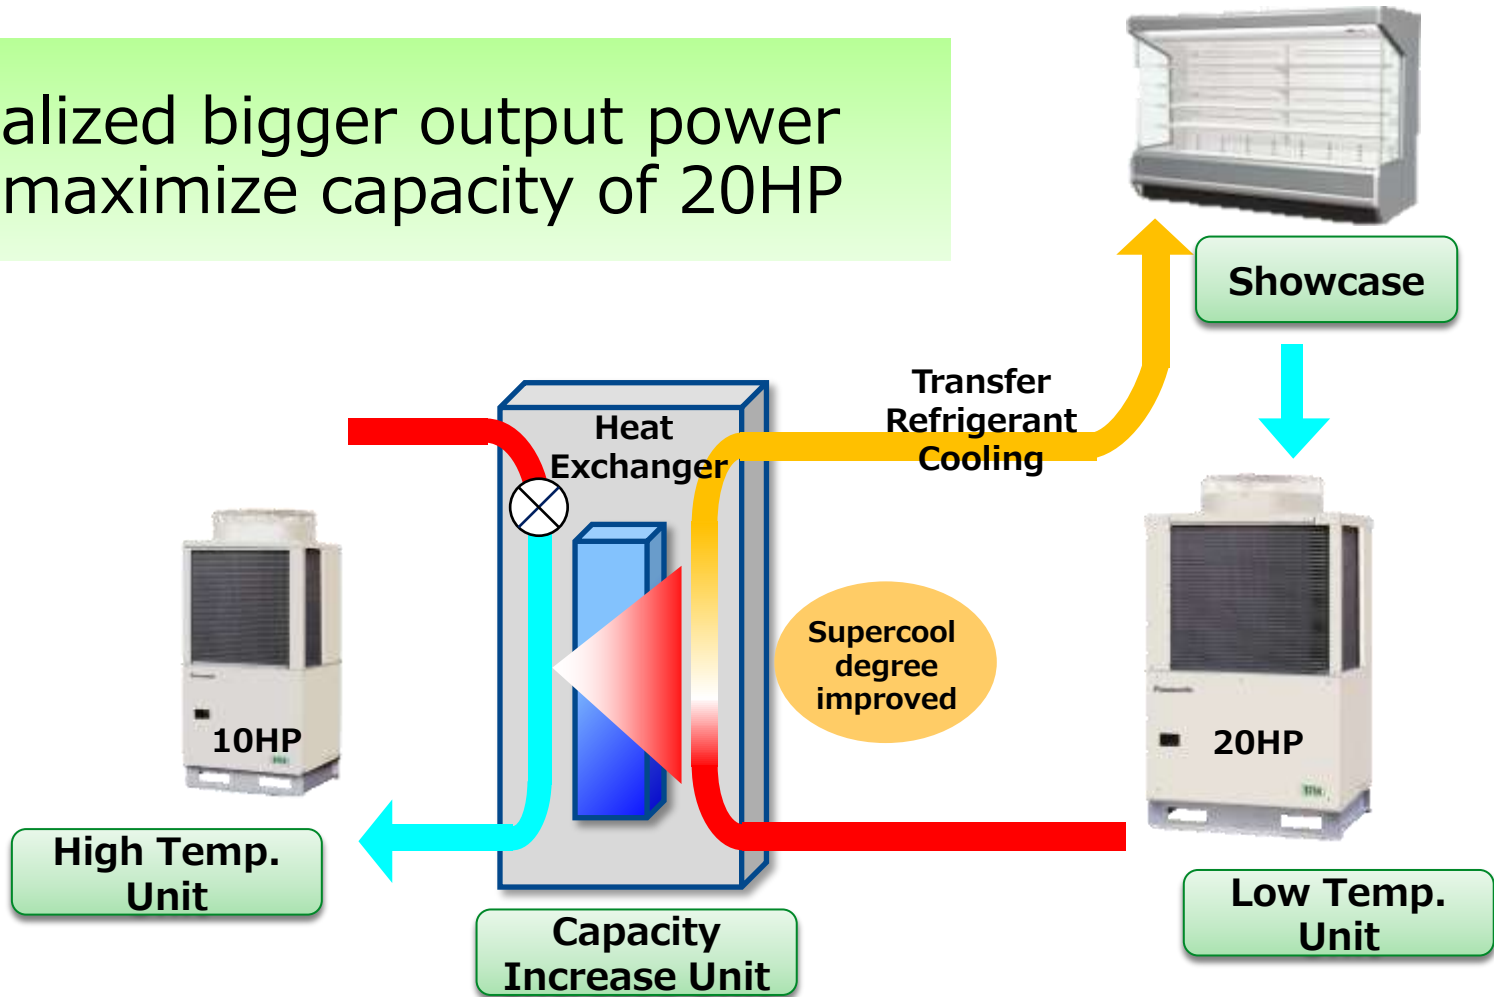 alized bigger output power
maximize capacity of 20HP
Showcase
Transfer
Refrigerant
Cooling
Heat
Exchanger
Supercool
degree
improved
10HP
20HP
High Temp.
Unit
Capacity
Increase Unit
Low Temp.
Unit